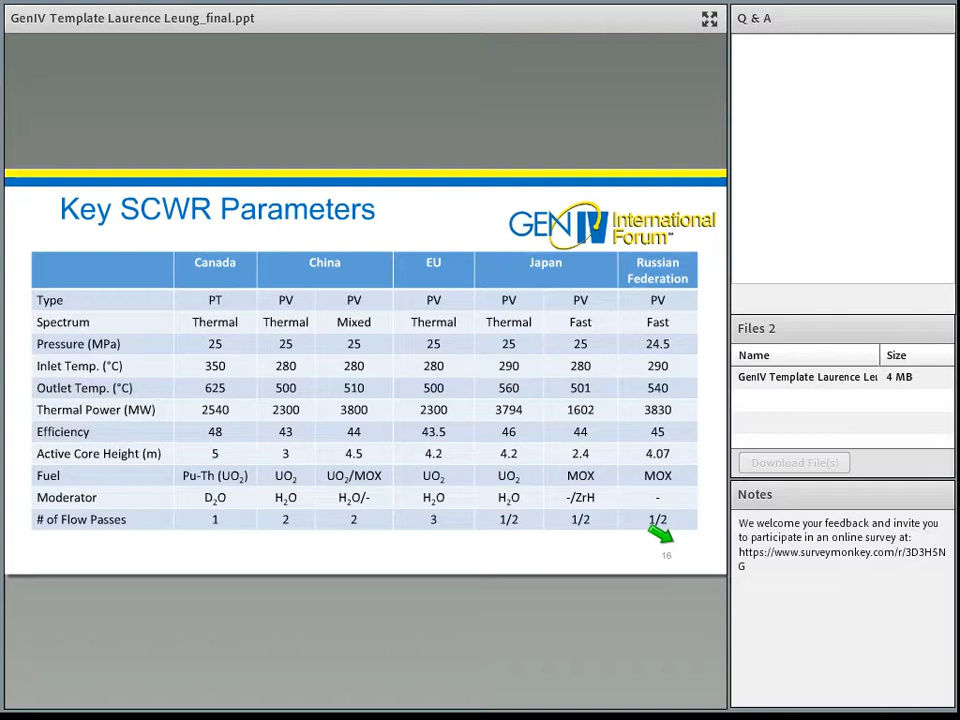 GenIV Template Laurence Leung_final.ppt
Key SCWR Parameters
GEN IV International Forum™
Canada China EU Japan Russian Federation
Type PT PV PV PV PV PV PV
Spectrum Thermal Thermal Mixed Thermal Thermal Fast Fast
Pressure (MPa) 25 25 25 25 25 25 24.5
Inlet Temp. (°C) 350 280 280 280 290 280 290
Outlet Temp. (°C) 625 500 510 500 560 501 540
Thermal Power (MW) 2540 2300 3800 2300 3794 1602 3830
Efficiency 48 43 44 43.5 46 44 45
Active Core Height (m) 5 3 4.5 4.2 4.2 2.4 4.07
Fuel Pu-Th (UO₂) UO₂ UO₂/MOX UO₂ UO₂ MOX MOX
Moderator D₂O H₂O H₂O/- H₂O H₂O -/ZrH -
# of Flow Passes 1 2 2 3 1/2 1/2 1/2
16
Q & A
Files 2
Name Size
GenIV Template Laurence Leu 4 MB
Download File(s)
Notes
We welcome your feedback and invite you
to participate in an online survey at:
https://www.surveymonkey.com/r/3D3H5N
G